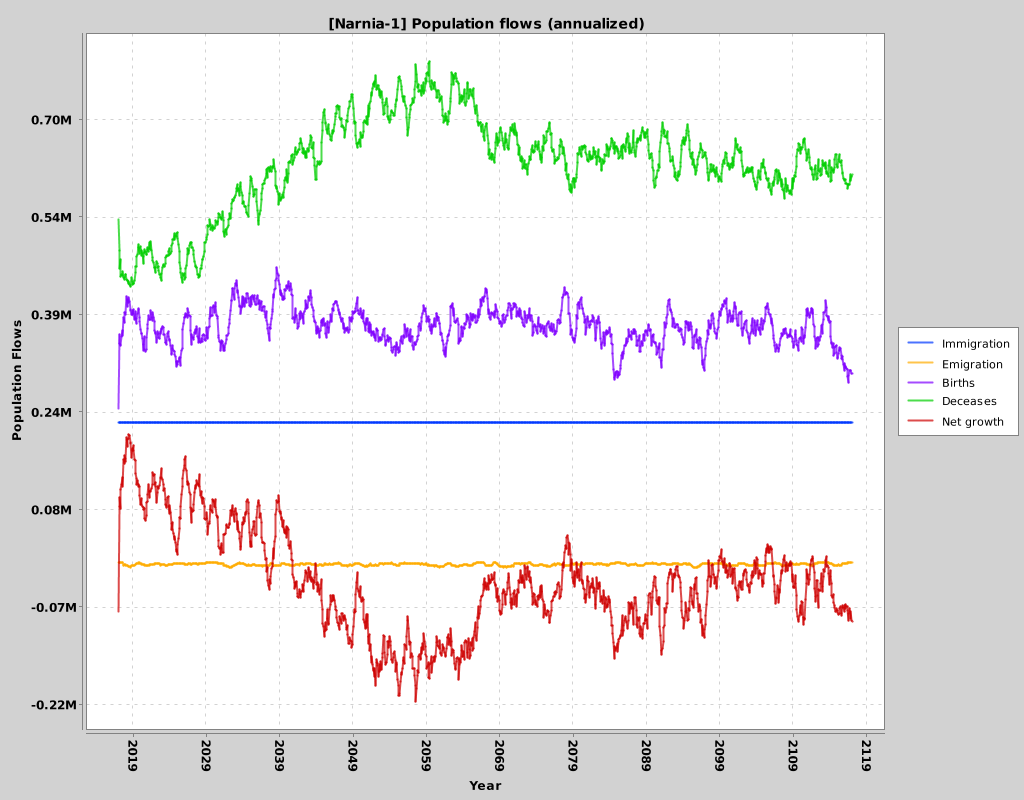 [Narnia-1] Population flows (annualized)
Population Flows
0.70M
0.54M
0.39M
0.24M
0.08M
-0.07M
-0.22M
2019
2029
2039
2049
2059
2069
2079
2089
2099
2109
2119
Year
Immigration
Emigration
Births
Deceases
Net growth